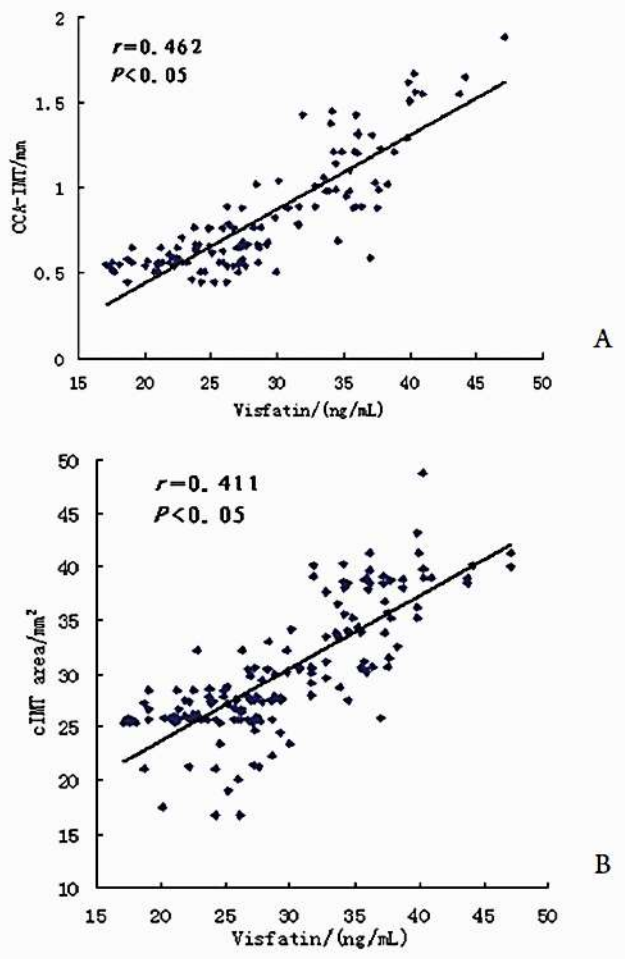 2
r=0.462
P<0.05
1.5
CCA-IMT/mm
1
0.5
0
15 20 25 30 35 40 45 50
Visfatin/(ng/mL)
A
50
r=0.411
P<0.05
45
40
35
cIMT area/mm²
30
25
20
15
10
15 20 25 30 35 40 45 50
Visfatin/(ng/mL)
B